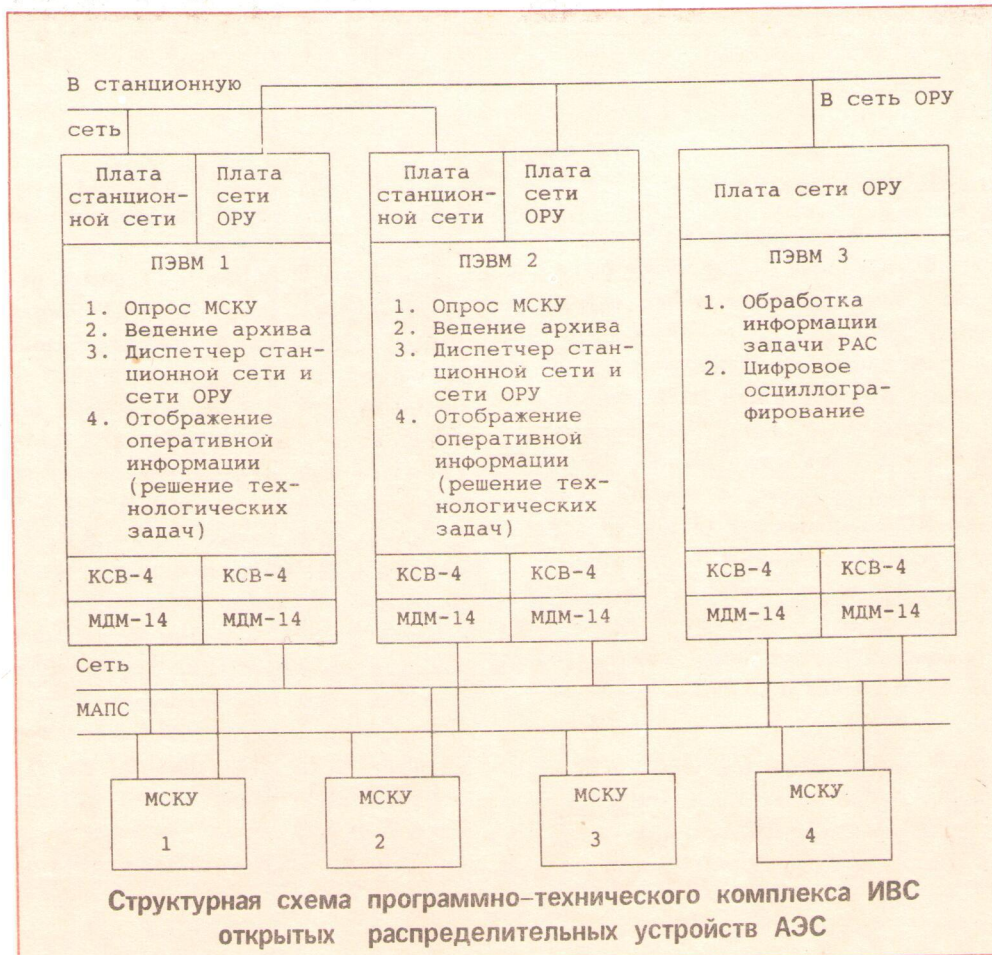 В станционную
сеть
В сеть ОРУ
Плата
станцион-
ной сети
Плата
сети
ОРУ
Плата
станцион-
ной сети
Плата
сети
ОРУ
Плата сети ОРУ
ПЭВМ 1
1. Опрос МСКУ
2. Ведение архива
3. Диспетчер стан-
ционной сети и
сети ОРУ
4. Отображение
оперативной
информации
(решение тех-
нологических
задач)
ПЭВМ 2
1. Опрос МСКУ
2. Ведение архива
3. Диспетчер стан-
ционной сети и
сети ОРУ
4. Отображение
оперативной
информации
(решение тех-
нологических
задач)
ПЭВМ 3
1. Обработка
информации
задачи РАС
2. Цифровое
осциллогра-
фирование
КСВ-4 КСВ-4 КСВ-4 КСВ-4 КСВ-4 КСВ-4
МДМ-14 МДМ-14 МДМ-14 МДМ-14 МДМ-14 МДМ-14
Сеть
МАПС
МСКУ
1
МСКУ
2
МСКУ
3
МСКУ
4
Структурная схема программно-технического комплекса ИВС
открытых распределительных устройств АЭС